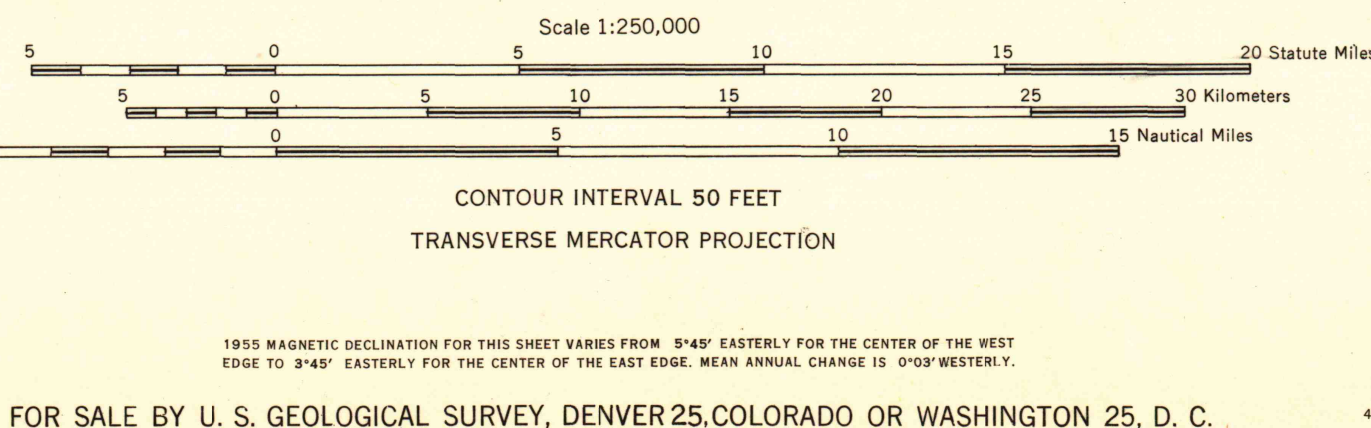 Scale 1:250,000
5 0 5 10 15 20 Statute Miles
5 0 5 10 15 20 25 30 Kilometers
0 5 10 15 Nautical Miles
CONTOUR INTERVAL 50 FEET
TRANSVERSE MERCATOR PROJECTION
1955 MAGNETIC DECLINATION FOR THIS SHEET VARIES FROM 5°45′ EASTERLY FOR THE CENTER OF THE WEST
EDGE TO 3°45′ EASTERLY FOR THE CENTER OF THE EAST EDGE. MEAN ANNUAL CHANGE IS 0°03′ WESTERLY.
FOR SALE BY U. S. GEOLOGICAL SURVEY, DENVER 25, COLORADO OR WASHINGTON 25, D. C.
4